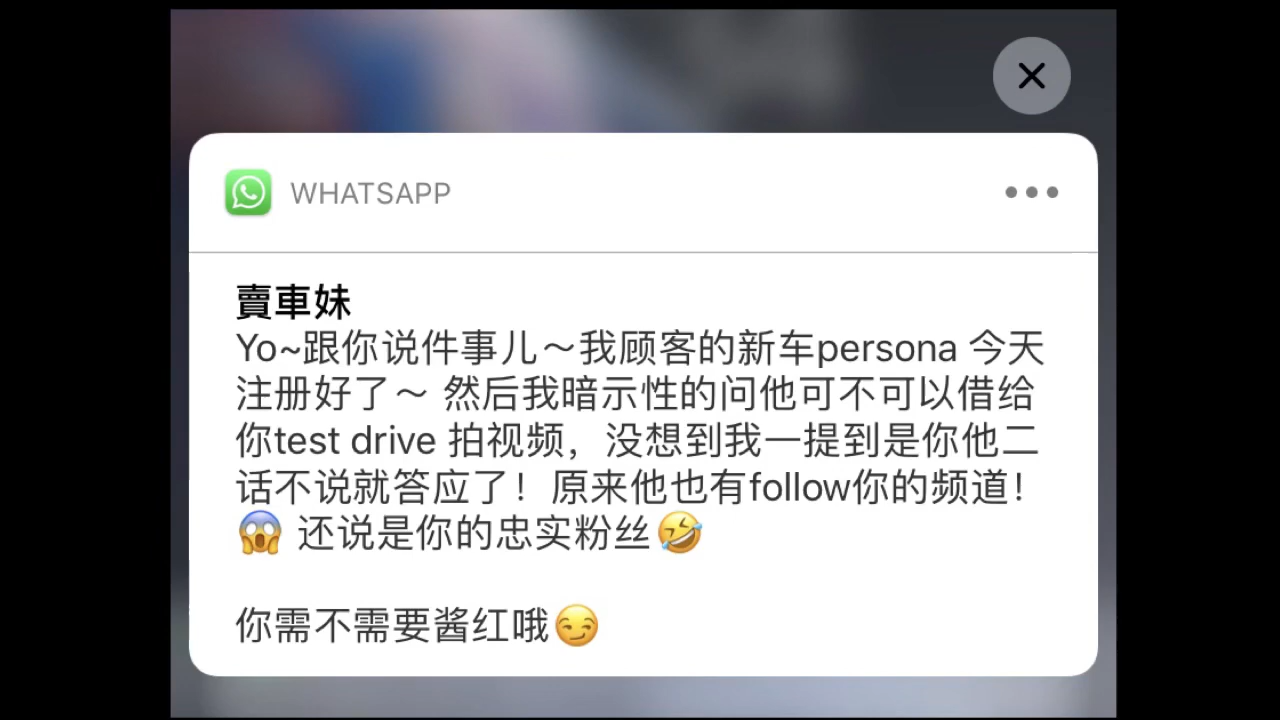 WHATSAPP
賣車妹
Yo~跟你说件事儿～我顾客的新车persona 今天
注册好了～ 然后我暗示性的问他可不可以借给
你test drive 拍视频，没想到我一提到是你他二
话不说就答应了！原来他也有follow你的频道！
😱 还说是你的忠实粉丝🤣
你需不需要酱红哦😏